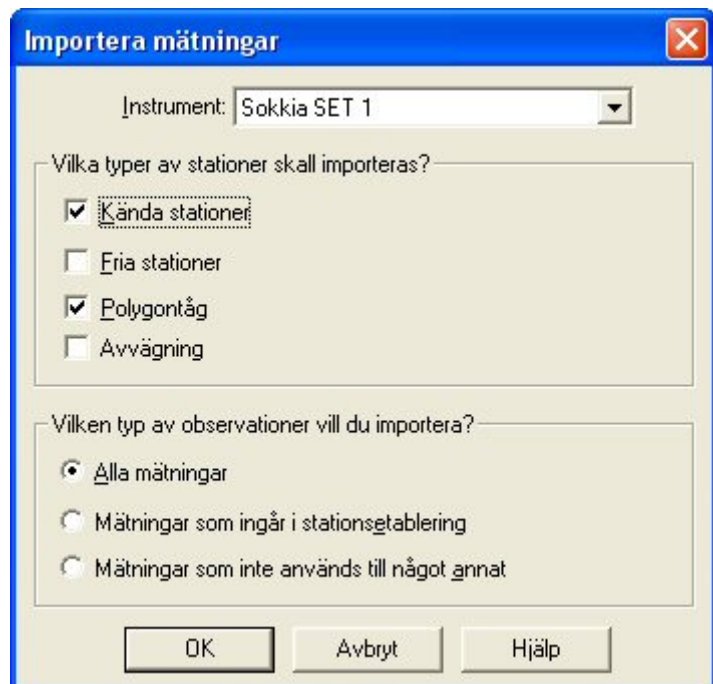 Importera mätningar
Instrument: Sokkia SET 1
Vilka typer av stationer skall importeras?
Kända stationer
Fria stationer
Polygontåg
Avvägning
Vilken typ av observationer vill du importera?
Alla mätningar
Mätningar som ingår i stationsetablering
Mätningar som inte används till något annat
OK Avbryt Hjälp